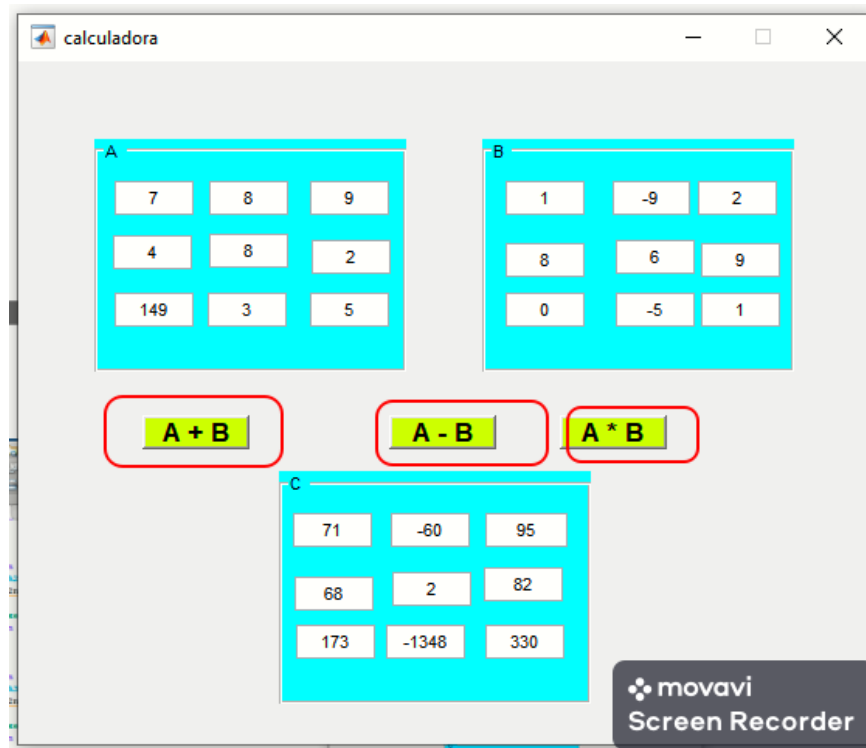 calculadora
A
B
7 8 9
1 -9 2
4 8 2
8 6 9
149 3 5
0 -5 1
A + B A - B A * B
C
71 -60 95
68 2 82
173 -1348 330
movavi
Screen Recorder